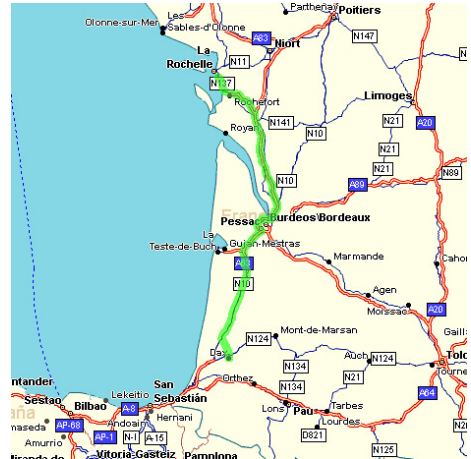 Parthenay
Poitiers
Les
Olonne-sur-Mer
Sables-d'Olonne
A83
N147
La
Rochelle
Niort
N11
N137
Rochefort
Limoges
Royan
N141
A20
N10
N21
N21
N10
N89
A89
Burdeos\Bordeaux
Pessac
La
Teste-de-Buch
Gujan-Mestras
Marmande
N10
Agen
Moissac
A20
Mont-de-Marsan
N124
Dax
N134
Auch
N124
Orthez
N134
N21
A64
San
Sebastián
Lekeitio
Sestao
Bilbao
A-8
Hernani
Lons
Pau
Tarbes
Lourdes
D821
Andoain
AP-68
Amurrio
AP-1
N-I
A-15
N125
Vitoria-Gasteiz
Pamplona